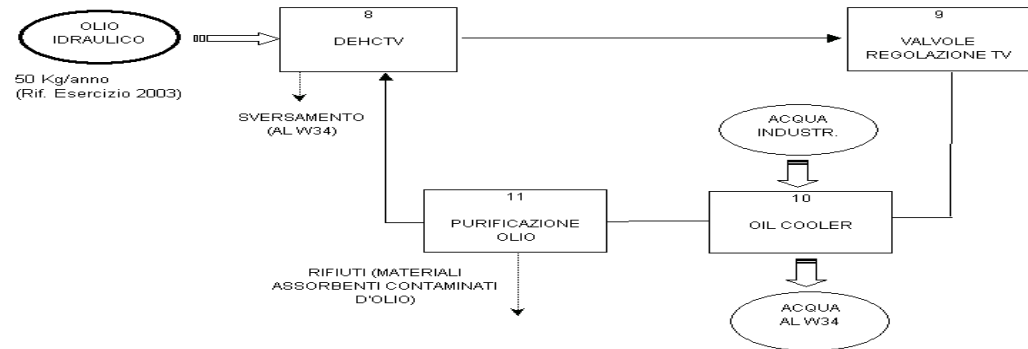 OLIO
IDRAULICO
8
DEHCTV
9
VALVOLE
REGOLAZIONE TV
50 Kg/anno
(Rif. Esercizio 2003)
SVERSAMENTO
(AL W34)
ACQUA
INDUSTR.
11
PURIFICAZIONE
OLIO
10
OIL COOLER
RIFIUTI (MATERIALI
ASSORBENTI CONTAMINATI
D'OLIO)
ACQUA
AL W34